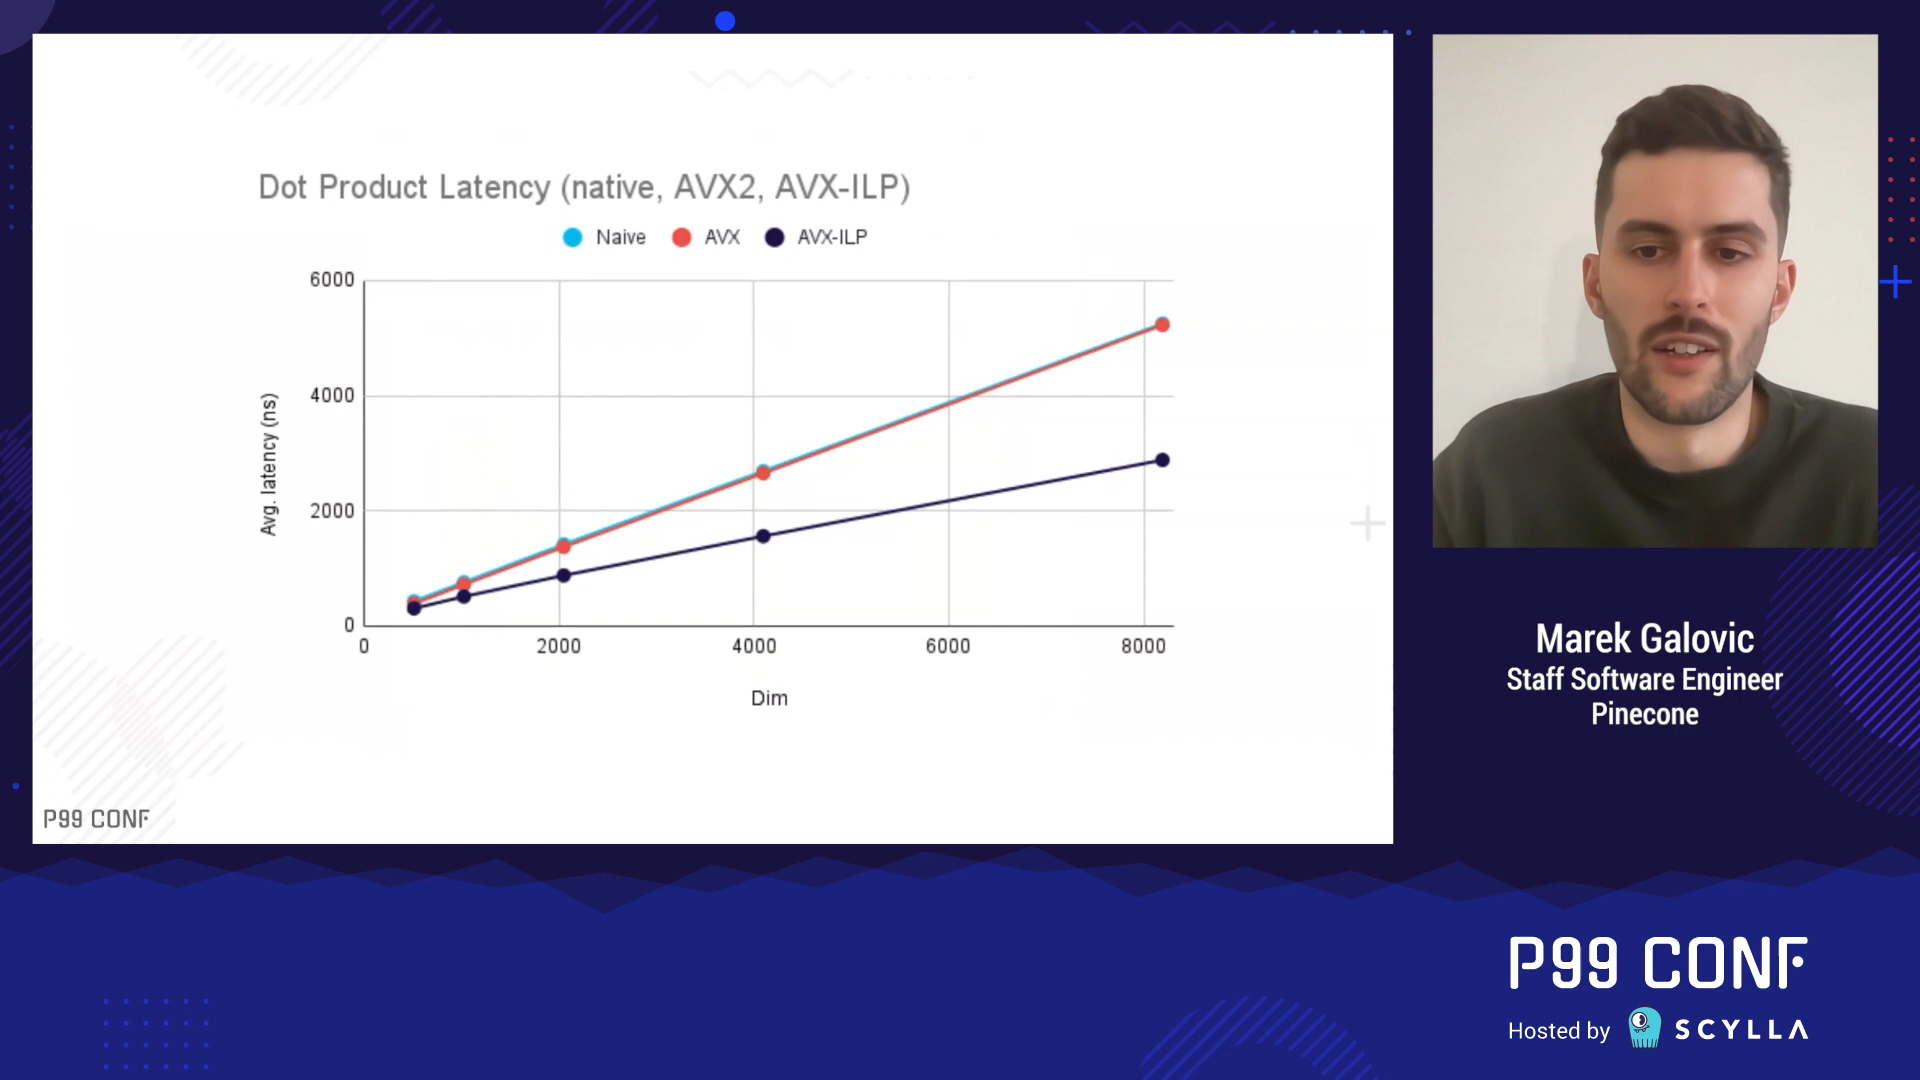 Dot Product Latency (native, AVX2, AVX-ILP)
Naive AVX AVX-ILP
6000
4000
2000
0
Avg. latency (ns)
0 2000 4000 6000 8000
Dim
P99 CONF
Marek Galovic
Staff Software Engineer
Pinecone
P99 CONF
Hosted by SCYLLA